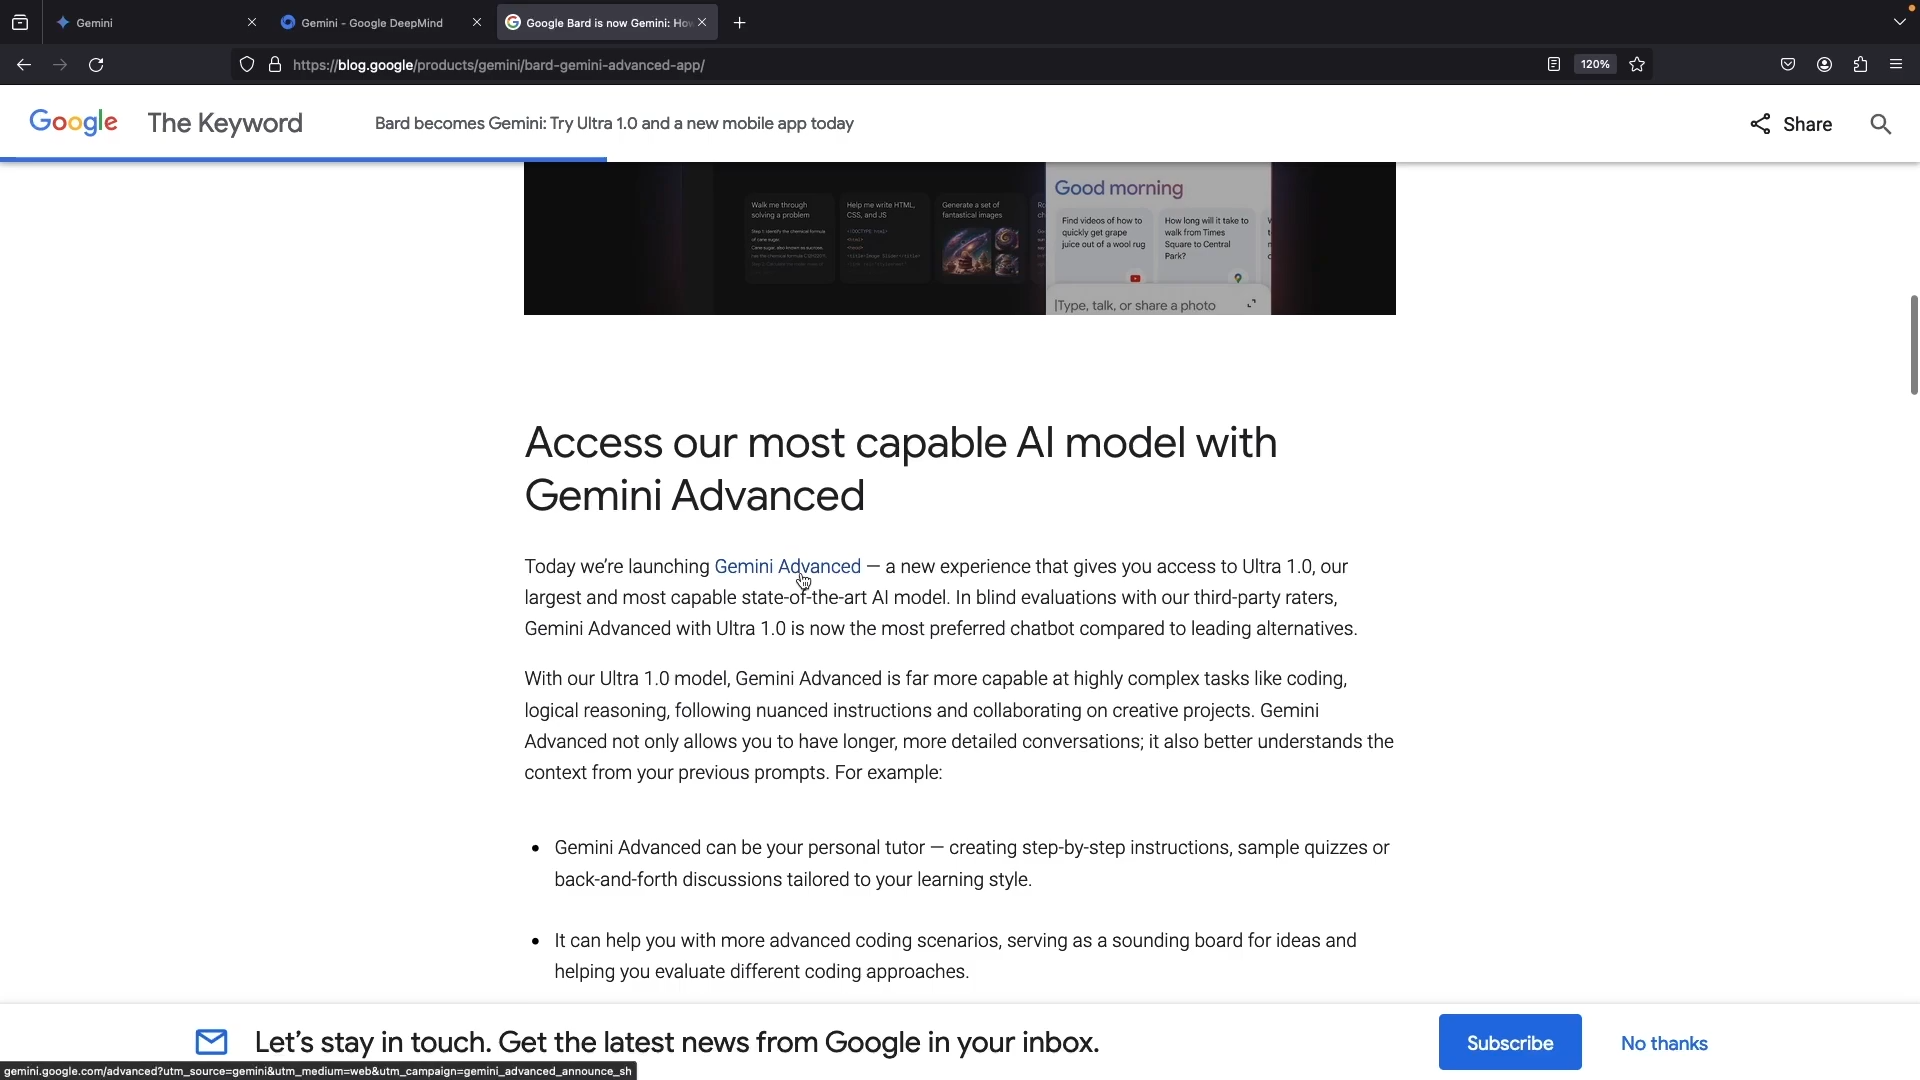 Gemini
Gemini - Google DeepMind
Google Bard is now Gemini: How
https://blog.google/products/gemini/bard-gemini-advanced-app/
120%
Google The Keyword
Bard becomes Gemini: Try Ultra 1.0 and a new mobile app today
Share
Walk me through
solving a problem
Help me write HTML,
CSS, and JS
Generate a set of
fantastical images
Good morning
Find videos of how to
quickly get grape
juice out of a wool rug
How long will it take to
walk from Times
Square to Central
Park?
Type, talk, or share a photo
Access our most capable AI model with
Gemini Advanced
Today we’re launching Gemini Advanced — a new experience that gives you access to Ultra 1.0, our
largest and most capable state-of-the-art AI model. In blind evaluations with our third-party raters,
Gemini Advanced with Ultra 1.0 is now the most preferred chatbot compared to leading alternatives.
With our Ultra 1.0 model, Gemini Advanced is far more capable at highly complex tasks like coding,
logical reasoning, following nuanced instructions and collaborating on creative projects. Gemini
Advanced not only allows you to have longer, more detailed conversations; it also better understands the
context from your previous prompts. For example:
• Gemini Advanced can be your personal tutor — creating step-by-step instructions, sample quizzes or
back-and-forth discussions tailored to your learning style.
• It can help you with more advanced coding scenarios, serving as a sounding board for ideas and
helping you evaluate different coding approaches.
Let’s stay in touch. Get the latest news from Google in your inbox.
Subscribe
No thanks
gemini.google.com/advanced?utm_source=gemini&utm_medium=web&utm_campaign=gemini_advanced_announce_sh